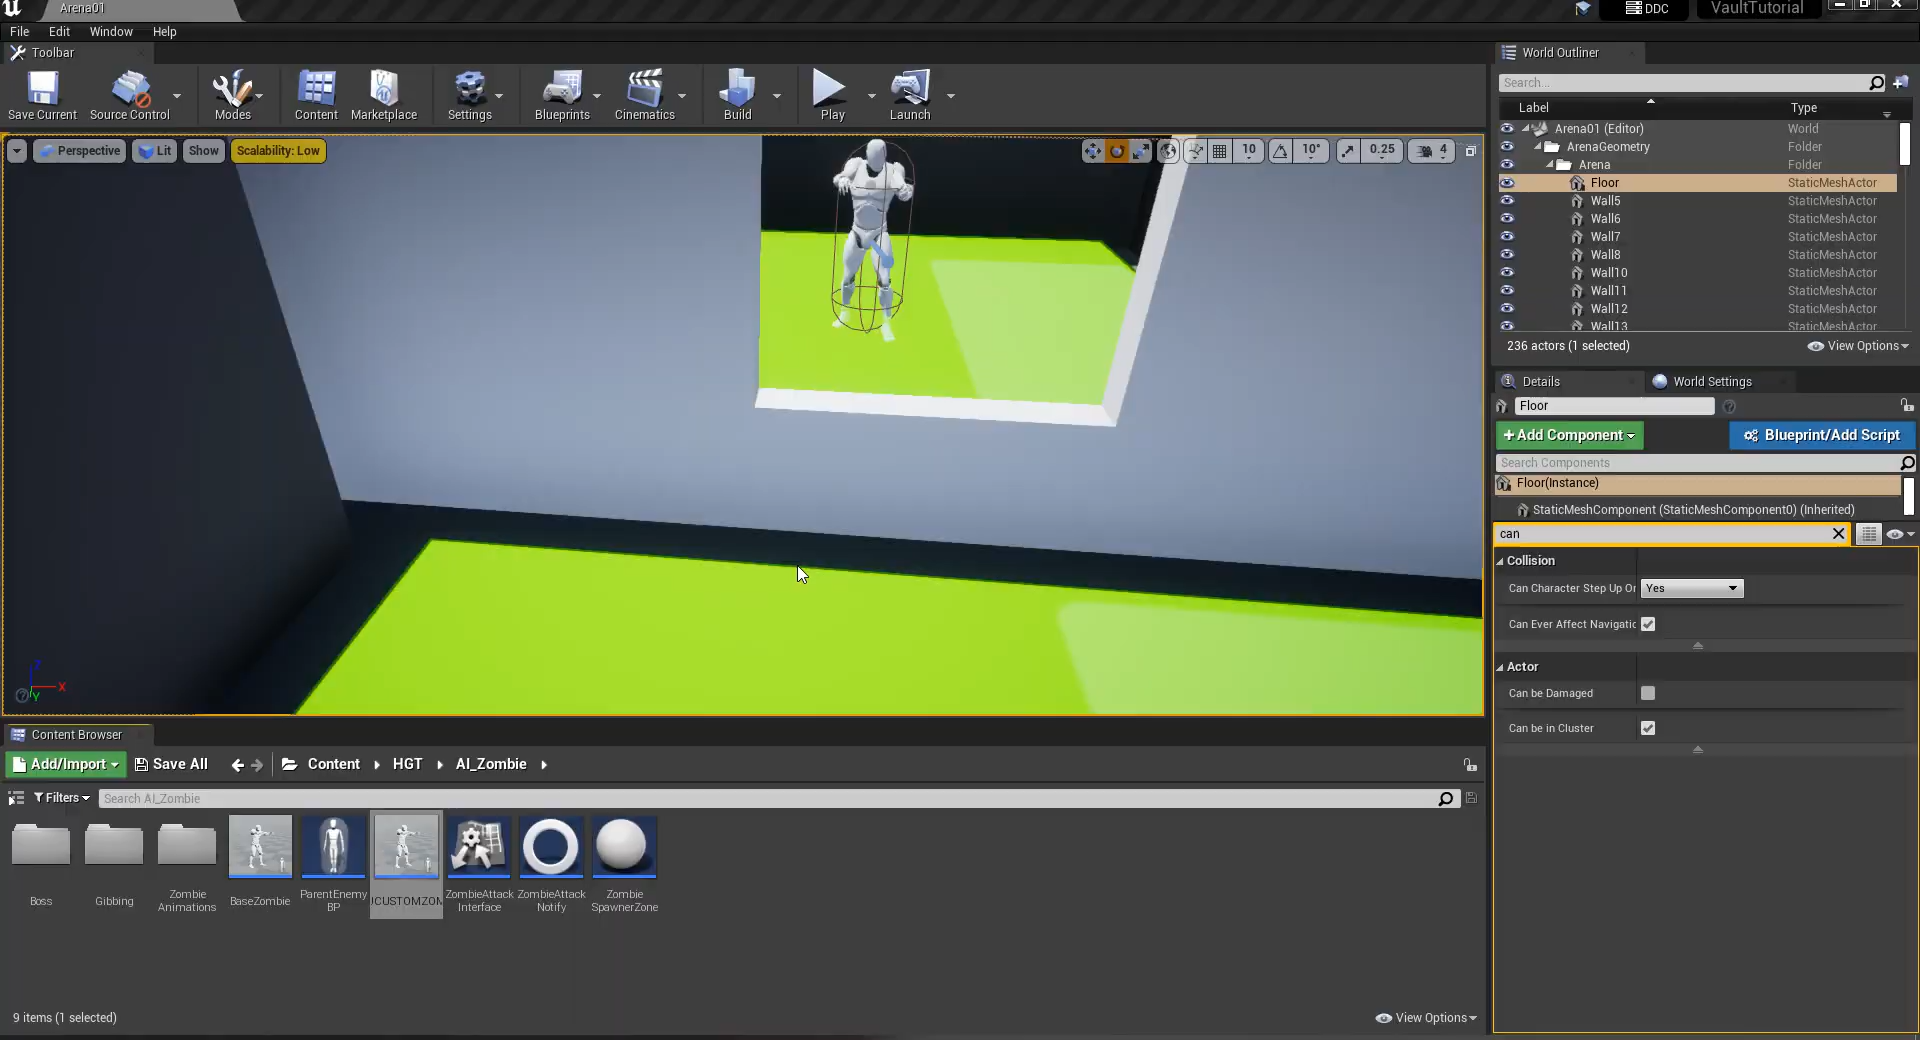 Arena01
DDC
VaultTutorial
File Edit Window Help
Toolbar
World Outliner
Save Current
Source Control
Modes
Content
Marketplace
Settings
Blueprints
Cinematics
Build
Play
Launch
Search...
Label Type
Perspective
Lit
Show
Scalability: Low
10
10°
0.25
4
Arena01 (Editor) World
ArenaGeometry Folder
Arena Folder
Floor StaticMeshActor
Wall5 StaticMeshActor
Wall6 StaticMeshActor
Wall7 StaticMeshActor
Wall8 StaticMeshActor
Wall10 StaticMeshActor
Wall11 StaticMeshActor
Wall12 StaticMeshActor
Wall13 StaticMeshActor
236 actors (1 selected)
View Options
Details
World Settings
Floor
+Add Component
Blueprint/Add Script
Search Components
Floor(Instance)
StaticMeshComponent (StaticMeshComponent0) (Inherited)
can
Collision
Can Character Step Up Or
Yes
Can Ever Affect Navigatic
Actor
Can be Damaged
Can be in Cluster
Z
X
Y
Content Browser
Add/Import
Save All
Content
HGT
AI_Zombie
Filters
Search AI_Zombie
Boss
Gibbing
Zombie
Animations
BaseZombie
ParentEnemy
BP
JCUSTOMZON
ZombieAttack
Interface
ZombieAttack
Notify
Zombie
SpawnerZone
9 items (1 selected)
View Options